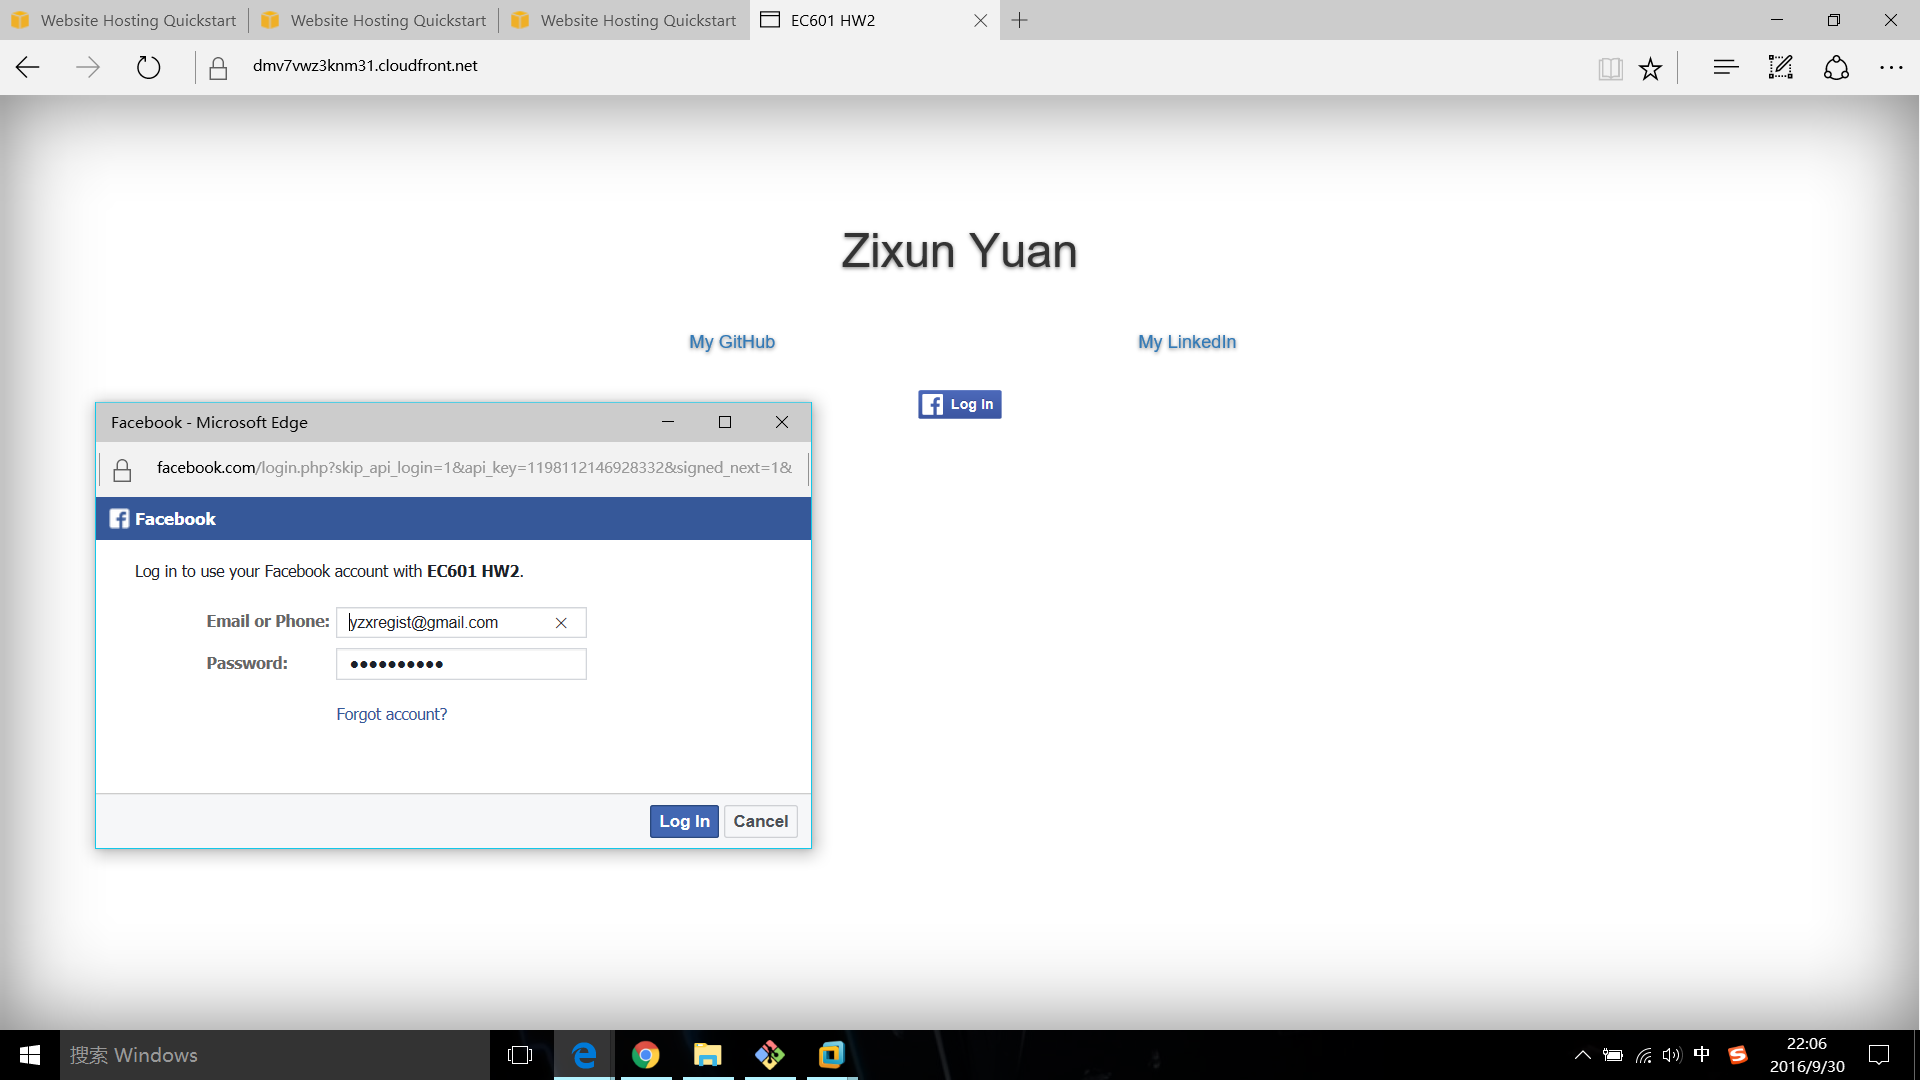 Website Hosting Quickstart
Website Hosting Quickstart
Website Hosting Quickstart
EC601 HW2
dmv7vwz3knm31.cloudfront.net
Zixun Yuan
My GitHub
My LinkedIn
Log In
Facebook - Microsoft Edge
facebook.com/login.php?skip_api_login=1&api_key=1198112146928332&signed_next=1&
Facebook
Log in to use your Facebook account with EC601 HW2.
Email or Phone:
yzxregist@gmail.com
Password:
Forgot account?
Log In
Cancel
搜索 Windows
中
22:06
2016/9/30